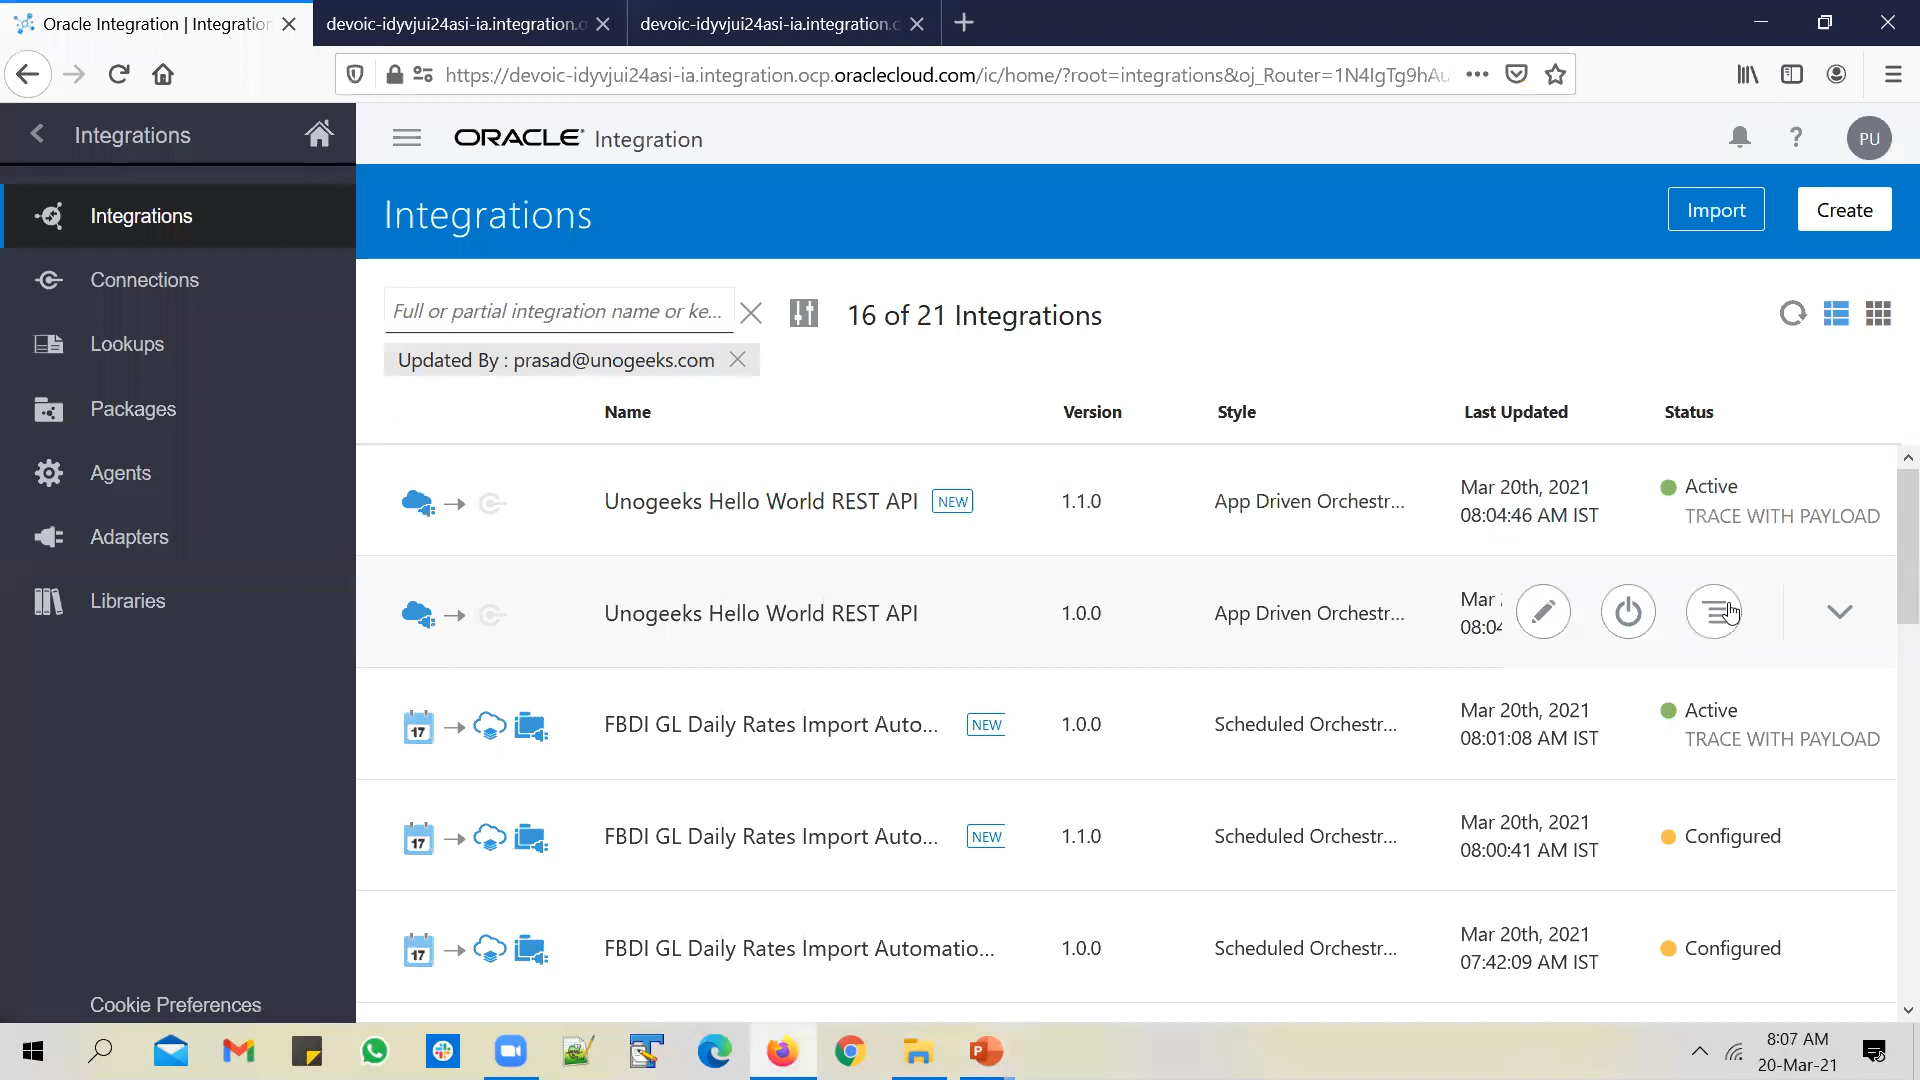 Oracle Integration | Integration
devoic-idyvjui24asi-ia.integration.o
devoic-idyvjui24asi-ia.integration.c
https://devoic-idyvjui24asi-ia.integration.ocp.oraclecloud.com/ic/home/?root=integrations&oj_Router=1N4IgTg9hAu
Integrations
ORACLE Integration
PU
Integrations
Import
Create
Integrations
Connections
Lookups
Packages
Agents
Adapters
Libraries
Cookie Preferences
Full or partial integration name or ke...
16 of 21 Integrations
Updated By : prasad@unogeeks.com
Name Version Style Last Updated Status
Unogeeks Hello World REST API NEW 1.1.0 App Driven Orchestr... Mar 20th, 2021 08:04:46 AM IST Active TRACE WITH PAYLOAD
Unogeeks Hello World REST API 1.0.0 App Driven Orchestr... Mar 08:04
17 FBDI GL Daily Rates Import Auto... NEW 1.0.0 Scheduled Orchestr... Mar 20th, 2021 08:01:08 AM IST Active TRACE WITH PAYLOAD
17 FBDI GL Daily Rates Import Auto... NEW 1.1.0 Scheduled Orchestr... Mar 20th, 2021 08:00:41 AM IST Configured
17 FBDI GL Daily Rates Import Automatio... 1.0.0 Scheduled Orchestr... Mar 20th, 2021 07:42:09 AM IST Configured
8:07 AM
20-Mar-21